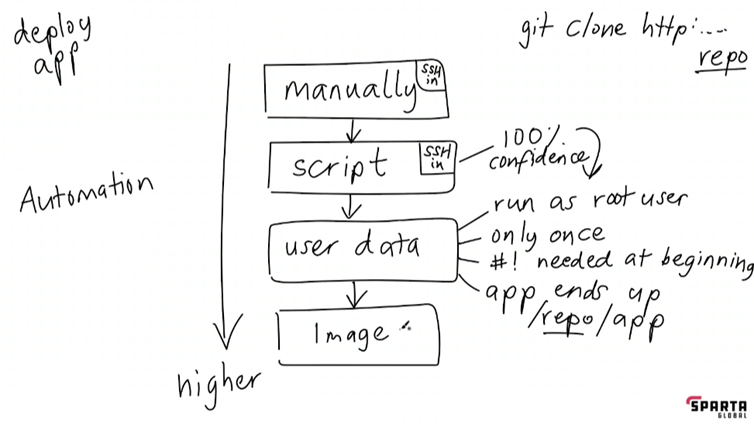 deploy
app
git clone http:....
repo
manually
SSH
in
script
SSH
in
100%
confidence
Automation
user data
run as root user
only once
#! needed at beginning
app ends up
/repo/app
Image
higher
SPARTA
GLOBAL